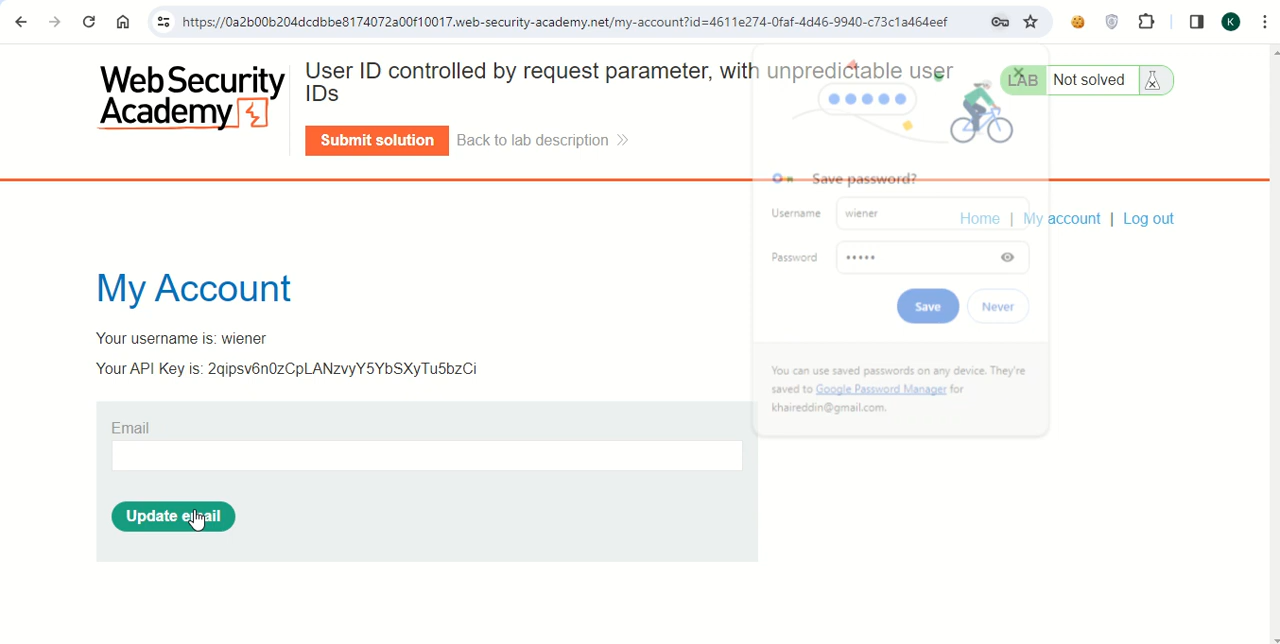 https://0a2b00b204dcdbbe8174072a00f10017.web-security-academy.net/my-account?id=4611e274-0faf-4d46-9940-c73c1a464eef
K
Web Security
Academy
User ID controlled by request parameter, with unpredictable user
IDs
LAB Not solved
Submit solution
Back to lab description
Save password?
Username wiener
Home | My account | Log out
Password •••••
Save Never
My Account
Your username is: wiener
Your API Key is: 2qipsv6n0zCpLANzvyY5YbSXyTu5bzCi
You can use saved passwords on any device. They're
saved to Google Password Manager for
khaireddin@gmail.com.
Email
Update email